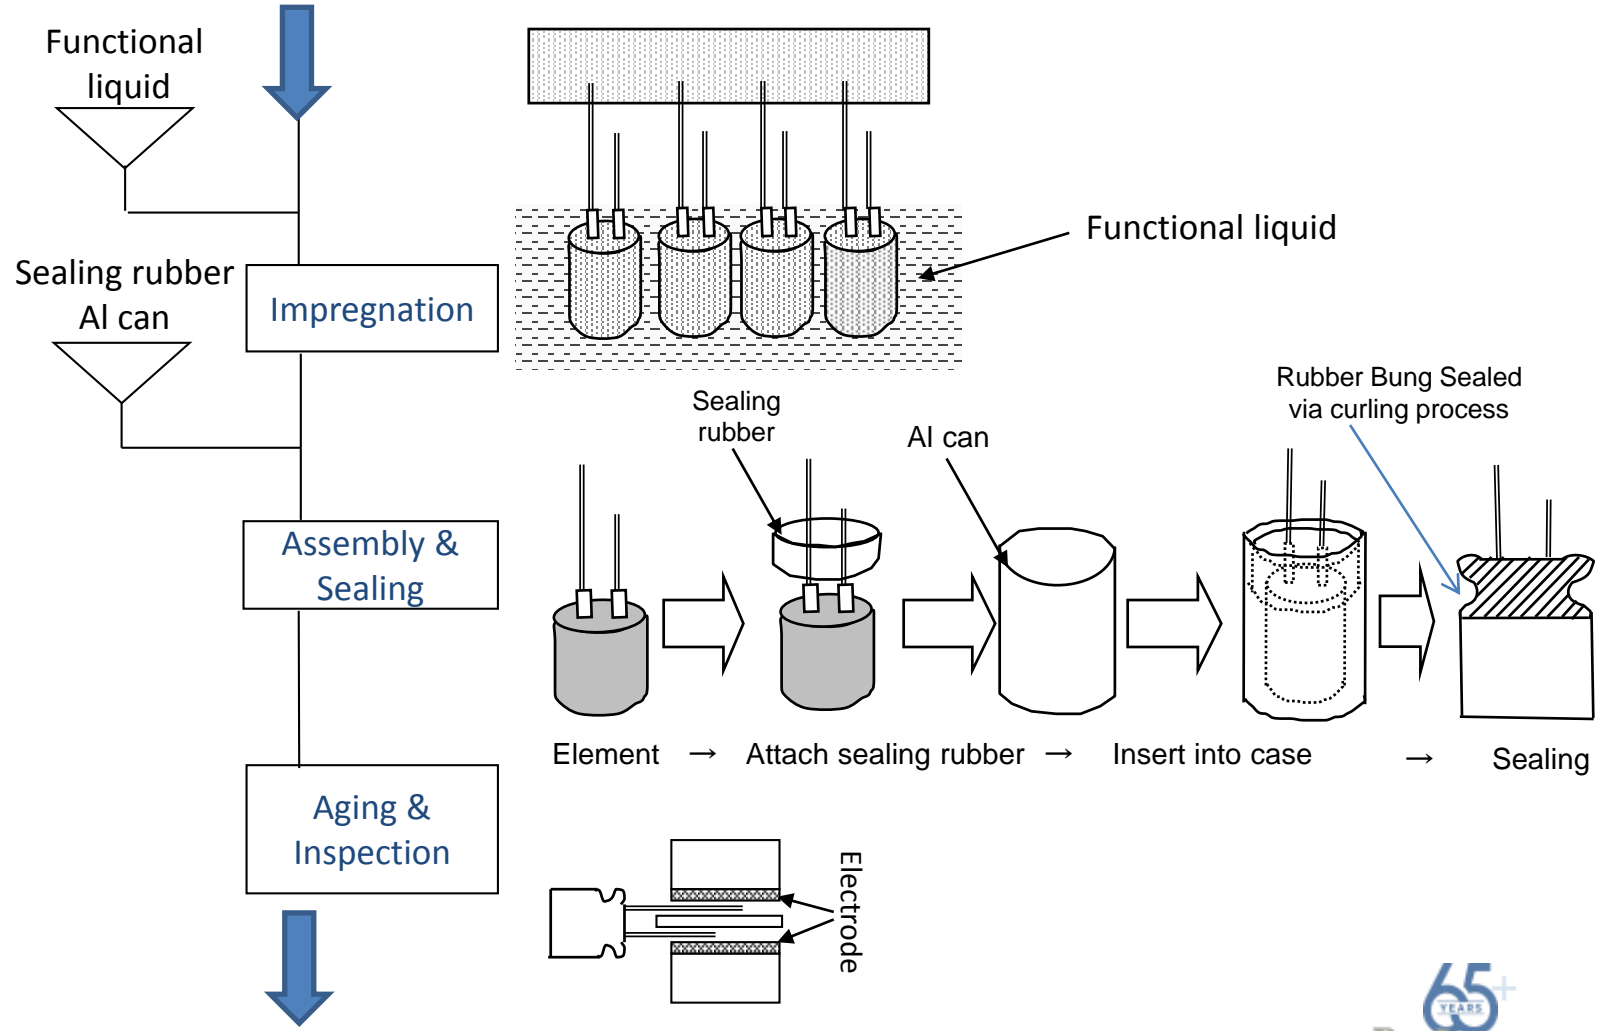 Functional
liquid
Functional liquid
Sealing rubber
Al can
Impregnation
Rubber Bung Sealed
via curling process
Sealing
rubber
Al can
Assembly &
Sealing
Element → Attach sealing rubber → Insert into case → Sealing
Aging &
Inspection
Electrode
65+
YEARS